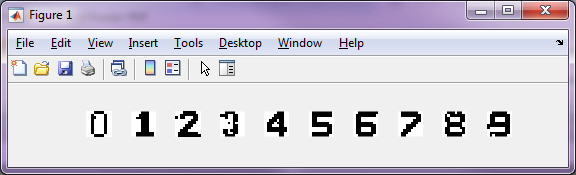 Figure 1
File Edit View Insert Tools Desktop Window Help
0 1 2 3 4 5 6 7 8 9